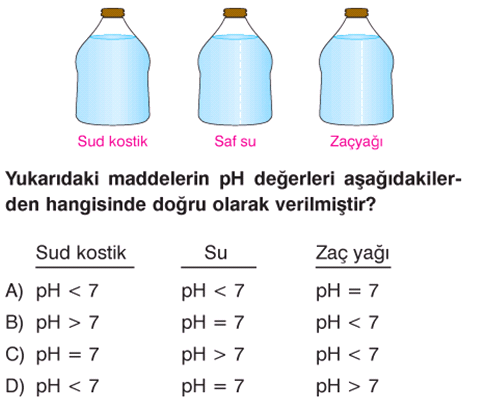 Sud kostik Saf su Zaçyağı
Yukarıdaki maddelerin pH değerleri aşağıdakiler-
den hangisinde doğru olarak verilmiştir?
Sud kostik Su Zaç yağı
A) pH < 7 pH < 7 pH = 7
B) pH > 7 pH = 7 pH < 7
C) pH = 7 pH > 7 pH < 7
D) pH < 7 pH = 7 pH > 7